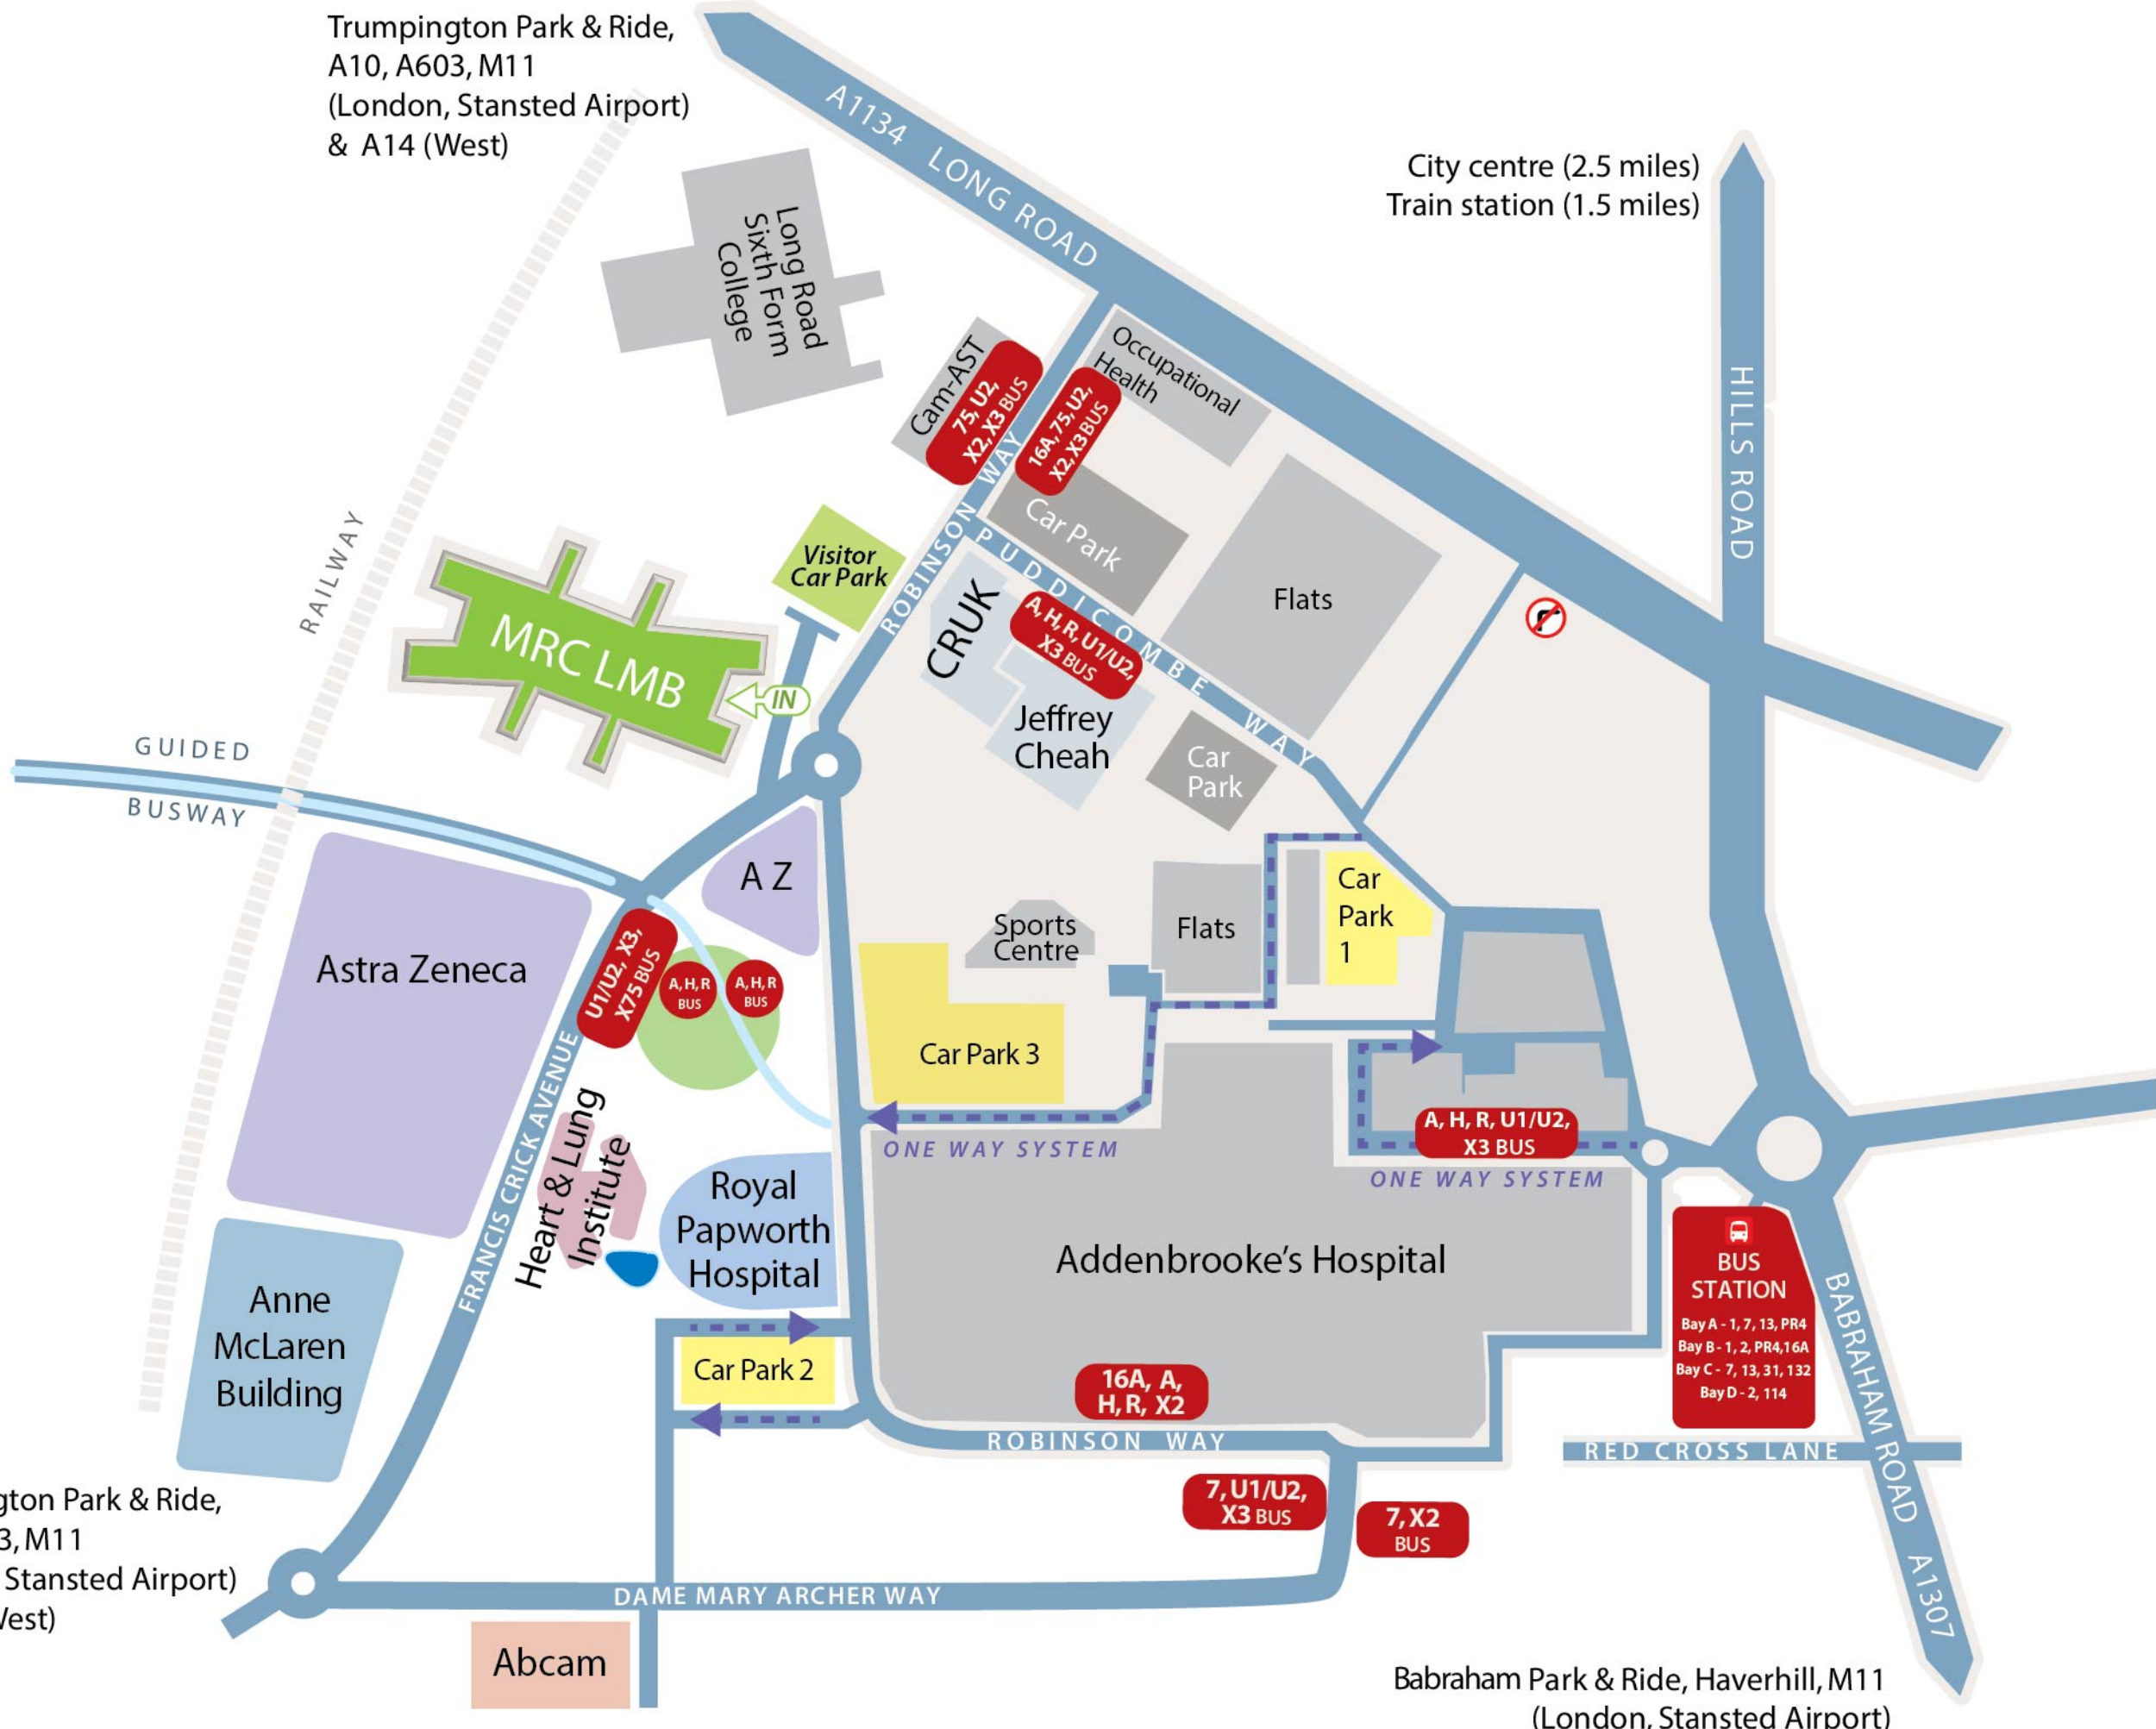 Trumpington Park & Ride,
A10, A603, M11
(London, Stansted Airport)
& A14 (West)
A1134 LONG ROAD
City centre (2.5 miles)
Train station (1.5 miles)
HILLS ROAD
Long Road
Sixth Form
College
Cam-AST
75, U2,
X2, X3 BUS
Occupational
Health
16A, 75, U2,
X2, X3 BUS
ROBINSON WAY
Car Park
PUDDICOMBE WAY
Flats
Visitor
Car Park
RAILWAY
MRC LMB
IN
CRUK
A, H, R, U1/U2,
X3 BUS
Jeffrey
Cheah
Car
Park
GUIDED
BUSWAY
A Z
Astra Zeneca
U1/U2, X3,
X75 BUS
A, H, R
BUS
A, H, R
BUS
Sports
Centre
Flats
Car
Park
1
Car Park 3
ONE WAY SYSTEM
A, H, R, U1/U2,
X3 BUS
ONE WAY SYSTEM
FRANCIS CRICK AVENUE
Heart & Lung
Institute
Royal
Papworth
Hospital
Addenbrooke's Hospital
BUS
STATION
Bay A - 1, 7, 13, PR4
Bay B - 1, 2, PR4,16A
Bay C - 7, 13, 31, 132
Bay D - 2, 114
BABRAHAM ROAD A1307
Anne
McLaren
Building
Car Park 2
16A, A,
H, R, X2
ROBINSON WAY
RED CROSS LANE
7, U1/U2,
X3 BUS
7, X2
BUS
gton Park & Ride,
3, M11
Stansted Airport)
West)
DAME MARY ARCHER WAY
Abcam
Babraham Park & Ride, Haverhill, M11
(London, Stansted Airport)